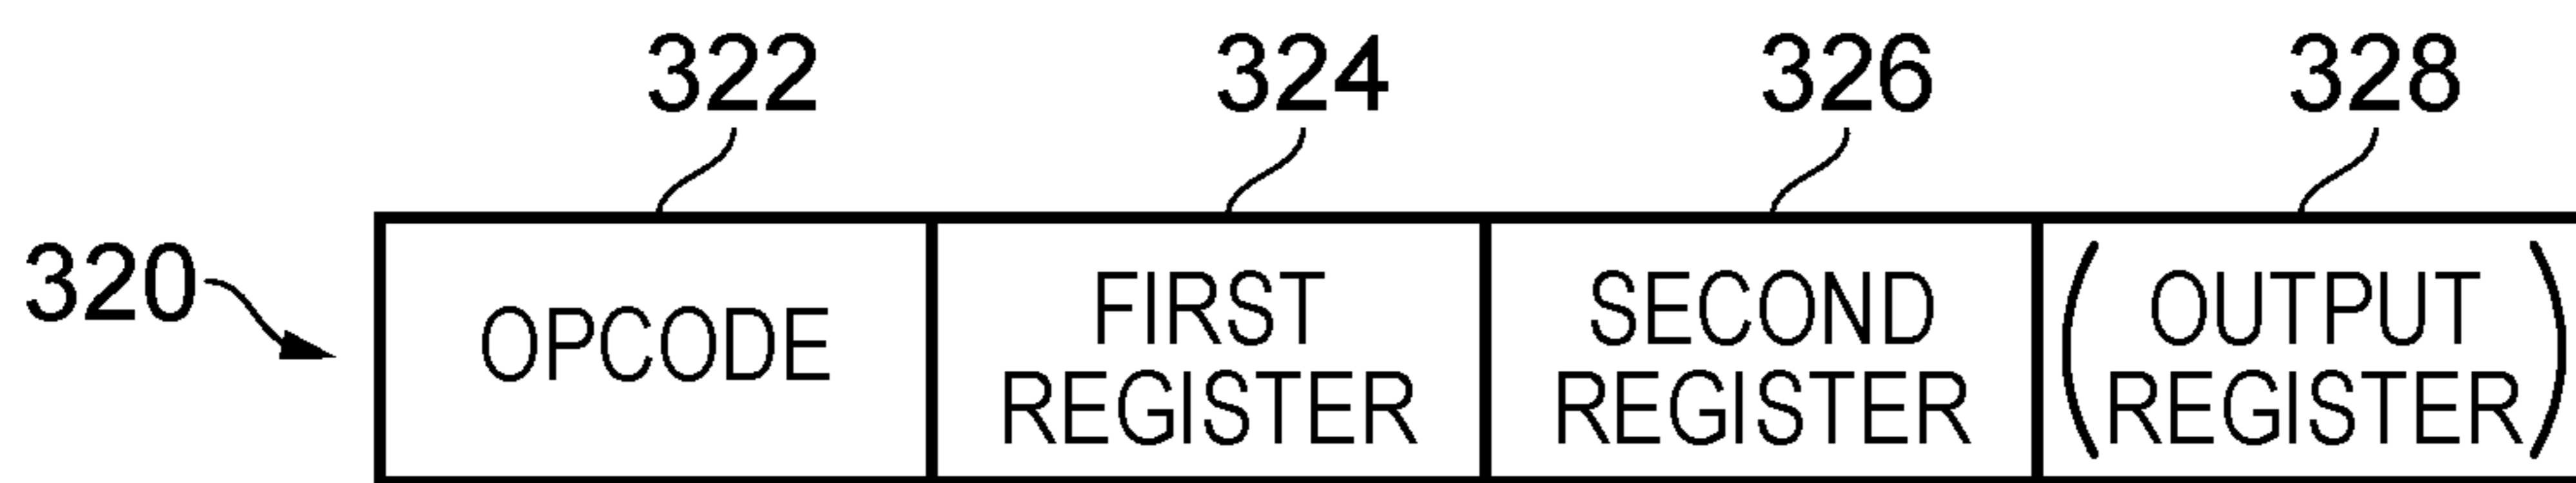 322 324 326 328
320
OPCODE
FIRST
REGISTER
SECOND
REGISTER
(OUTPUT
REGISTER)